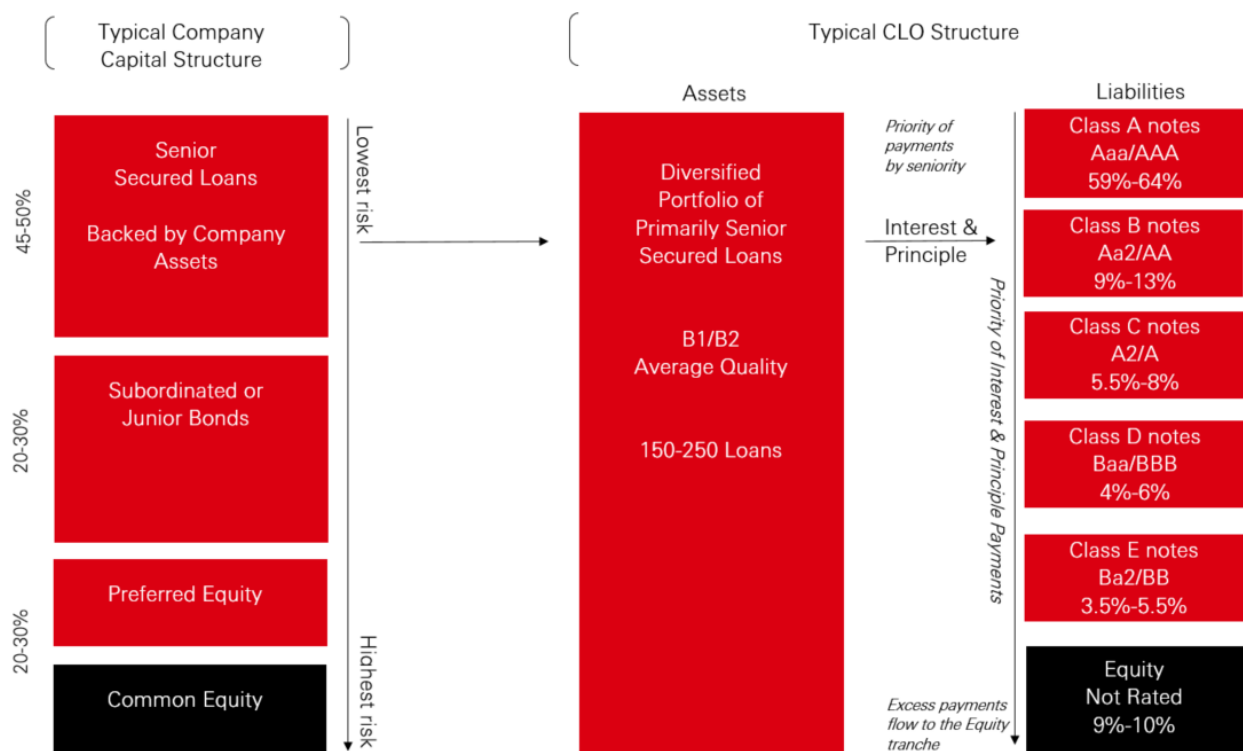 Typical Company
Capital Structure
45-50%
Senior
Secured Loans
Backed by Company
Assets
20-30%
Subordinated or
Junior Bonds
20-30%
Preferred Equity
Common Equity
Lowest risk
Highest risk
Typical CLO Structure
Assets
Diversified
Portfolio of
Primarily Senior
Secured Loans
B1/B2
Average Quality
150-250 Loans
Priority of
payments
by seniority
Interest &
Principle
Priority of Interest & Principle Payments
Excess payments
flow to the Equity
tranche
Liabilities
Class A notes
Aaa/AAA
59%-64%
Class B notes
Aa2/AA
9%-13%
Class C notes
A2/A
5.5%-8%
Class D notes
Baa/BBB
4%-6%
Class E notes
Ba2/BB
3.5%-5.5%
Equity
Not Rated
9%-10%